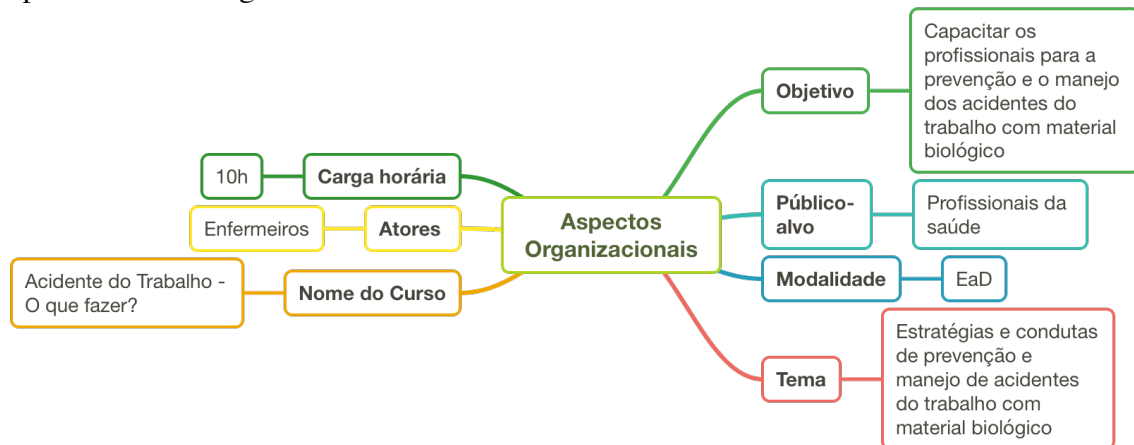 Capacitar os
profissionais para a
prevenção e o manejo
dos acidentes do
trabalho com material
biológico
Objetivo
10h
Carga horária
Público-
alvo
Profissionais da
saúde
Enfermeiros
Atores
Aspectos
Organizacionais
Modalidade
EaD
Acidente do Trabalho -
O que fazer?
Nome do Curso
Tema
Estratégias e condutas
de prevenção e
manejo de acidentes
do trabalho com
material biológico